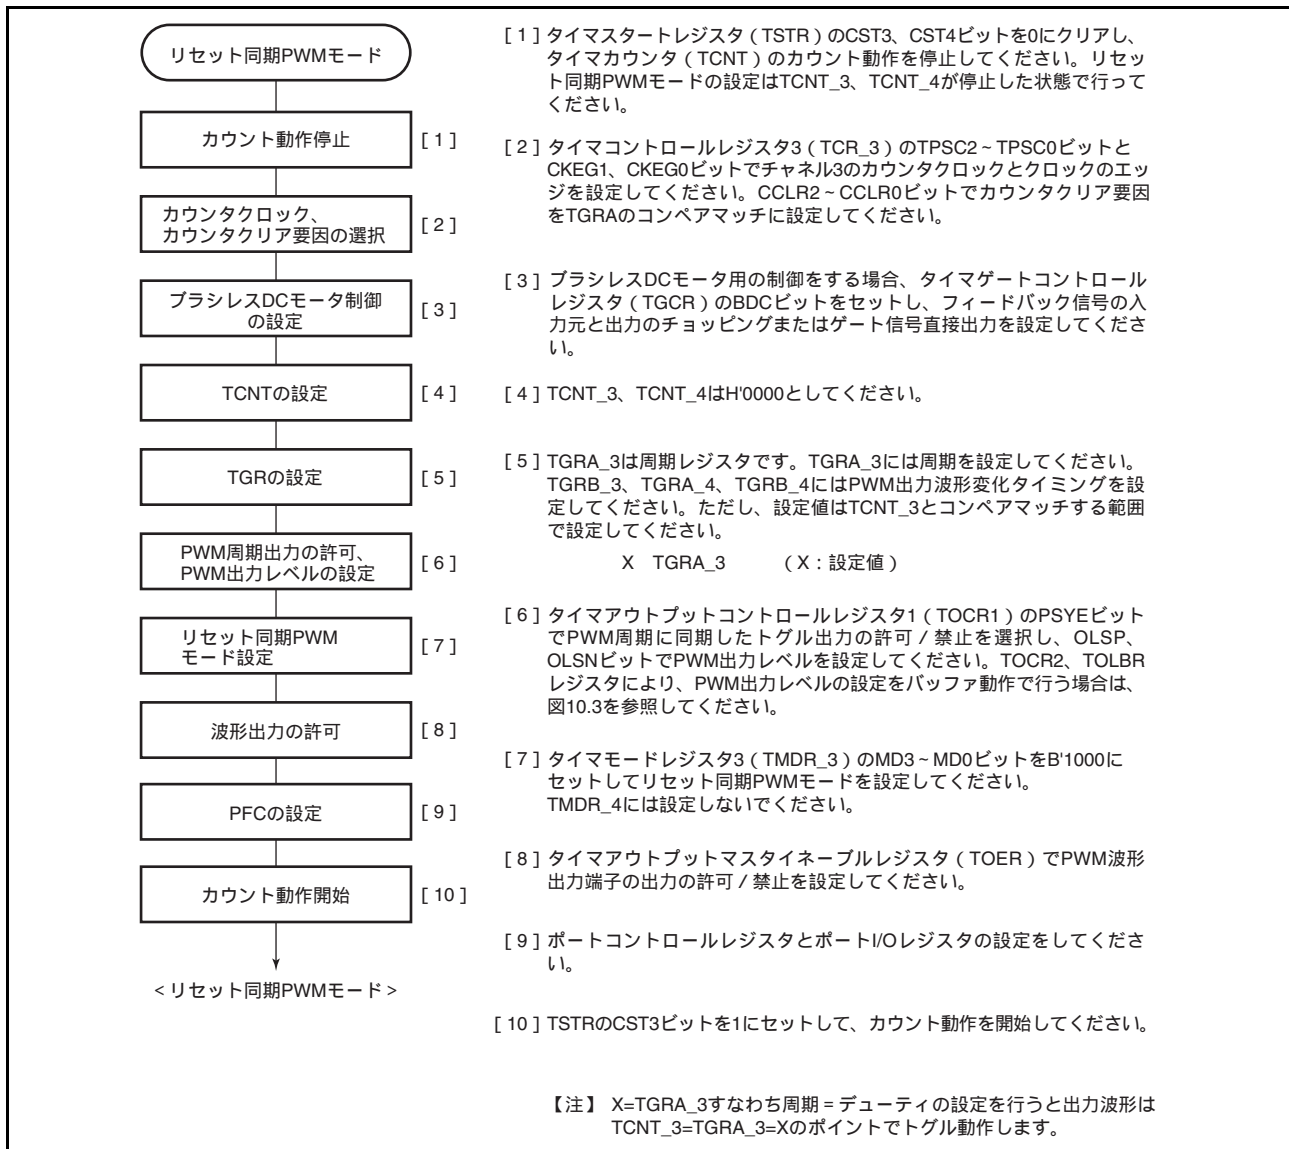 リセット同期PWMモード
カウント動作停止
[ 1 ]
カウンタクロック、
カウンタクリア要因の選択
[ 2 ]
ブラシレスDCモータ制御
の設定
[ 3 ]
TCNTの設定
[ 4 ]
TGRの設定
[ 5 ]
PWM周期出力の許可、
PWM出力レベルの設定
[ 6 ]
リセット同期PWM
モード設定
[ 7 ]
波形出力の許可
[ 8 ]
PFCの設定
[ 9 ]
カウント動作開始
[ 10 ]
<リセット同期PWMモード>
[ 1 ] タイマスタートレジスタ(TSTR)のCST3、CST4ビットを0にクリアし、
タイマカウンタ(TCNT)のカウント動作を停止してください。リセッ
ト同期PWMモードの設定はTCNT_3、TCNT_4が停止した状態で行って
ください。
[ 2 ] タイマコントロールレジスタ3(TCR_3)のTPSC2~TPSC0ビットと
CKEG1、CKEG0ビットでチャネル3のカウンタクロックとクロックのエッ
ジを設定してください。CCLR2~CCLR0ビットでカウンタクリア要因
をTGRAのコンペアマッチに設定してください。
[ 3 ] ブラシレスDCモータ用の制御をする場合、タイマゲートコントロール
レジスタ(TGCR)のBDCビットをセットし、フィードバック信号の入
力元と出力のチョッピングまたはゲート信号直接出力を設定してくださ
い。
[ 4 ] TCNT_3、TCNT_4はH'0000としてください。
[ 5 ] TGRA_3は周期レジスタです。TGRA_3には周期を設定してください。
TGRB_3、TGRA_4、TGRB_4にはPWM出力波形変化タイミングを設
定してください。ただし、設定値はTCNT_3とコンペアマッチする範囲
で設定してください。
X TGRA_3 (X:設定値)
[ 6 ] タイマアウトプットコントロールレジスタ1(TOCR1)のPSYEビット
でPWM周期に同期したトグル出力の許可/禁止を選択し、OLSP、
OLSNビットでPWM出力レベルを設定してください。TOCR2、TOLBR
レジスタにより、PWM出力レベルの設定をバッファ動作で行う場合は、
図10.3を参照してください。
[ 7 ] タイマモードレジスタ3(TMDR_3)のMD3~MD0ビットをB'1000に
セットしてリセット同期PWMモードを設定してください。
TMDR_4には設定しないでください。
[ 8 ] タイマアウトプットマスタイネーブルレジスタ(TOER)でPWM波形
出力端子の出力の許可/禁止を設定してください。
[ 9 ] ポートコントロールレジスタとポートI/Oレジスタの設定をしてくださ
い。
[ 10 ] TSTRのCST3ビットを1にセットして、カウント動作を開始してください。
【注】 X=TGRA_3すなわち周期=デューティの設定を行うと出力波形は
TCNT_3=TGRA_3=Xのポイントでトグル動作します。